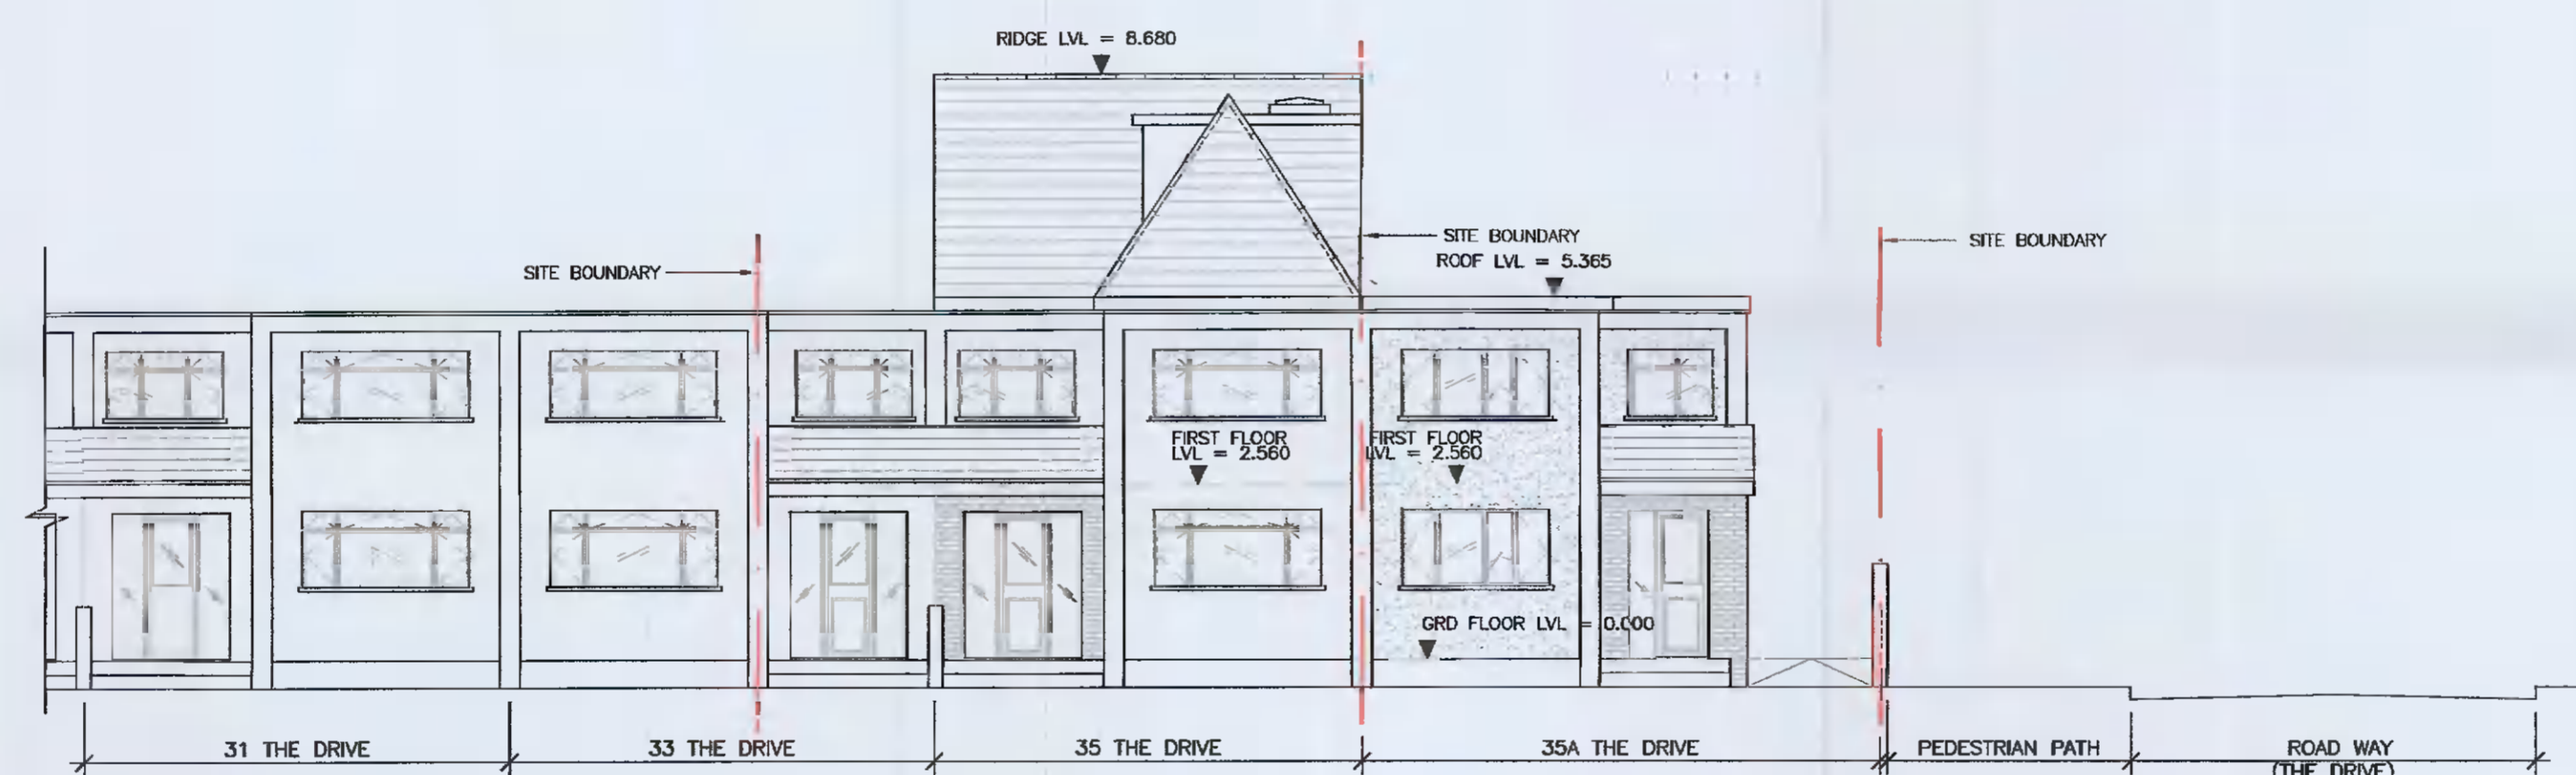 RIDGE LVL = 8.680
SITE BOUNDARY
SITE BOUNDARY
ROOF LVL = 5.365
SITE BOUNDARY
FIRST FLOOR
LVL = 2.560
FIRST FLOOR
LVL = 2.560
GRD FLOOR LVL = 0.000
31 THE DRIVE
33 THE DRIVE
35 THE DRIVE
35A THE DRIVE
PEDESTRIAN PATH
ROAD WAY
(THE DRIVE)